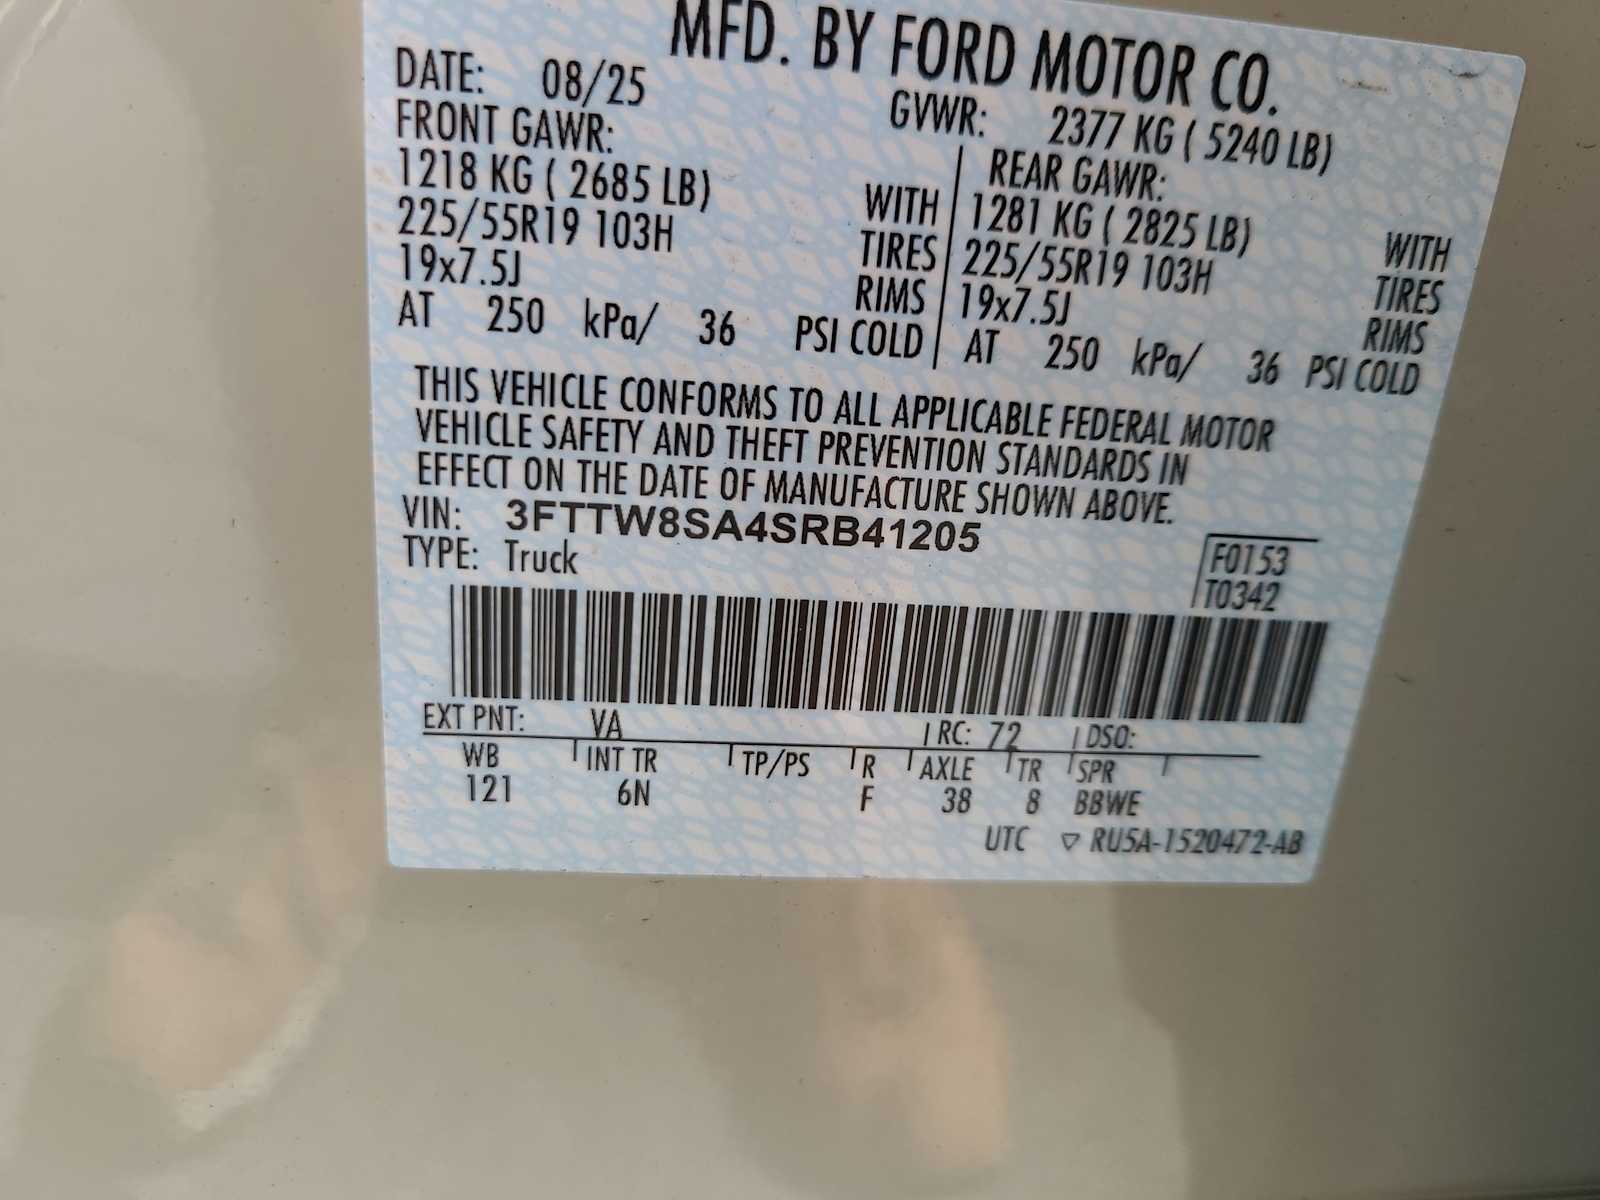 MFD. BY FORD MOTOR CO.
DATE: 08/25 GVWR: 2377 KG ( 5240 LB)
FRONT GAWR: REAR GAWR:
1218 KG ( 2685 LB) WITH 1281 KG ( 2825 LB) WITH
225/55R19 103H TIRES 225/55R19 103H TIRES
19x7.5J RIMS 19x7.5J RIMS
AT 250 kPa/ 36 PSI COLD AT 250 kPa/ 36 PSI COLD
THIS VEHICLE CONFORMS TO ALL APPLICABLE FEDERAL MOTOR
VEHICLE SAFETY AND THEFT PREVENTION STANDARDS IN
EFFECT ON THE DATE OF MANUFACTURE SHOWN ABOVE.
VIN: 3FTTW8SA4SRB41205
TYPE: Truck
F0153
T0342
EXT PNT: VA RC: 72 DSO:
WB INT TR TP/PS R AXLE TR SPR
121 6N F 38 8 BBWE
UTC ▽ RU5A-1520472-AB